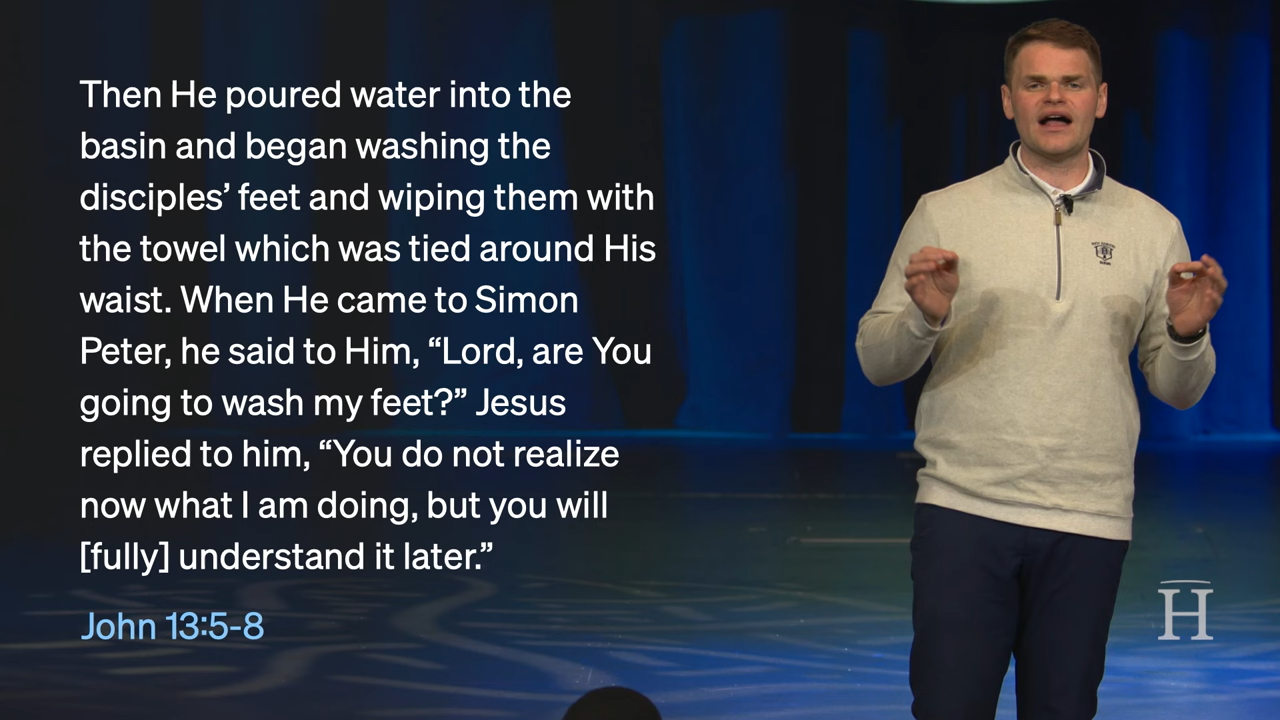 Then He poured water into the
basin and began washing the
disciples’ feet and wiping them with
the towel which was tied around His
waist. When He came to Simon
Peter, he said to Him, “Lord, are You
going to wash my feet?” Jesus
replied to him, “You do not realize
now what I am doing, but you will
[fully] understand it later.”
John 13:5-8
H